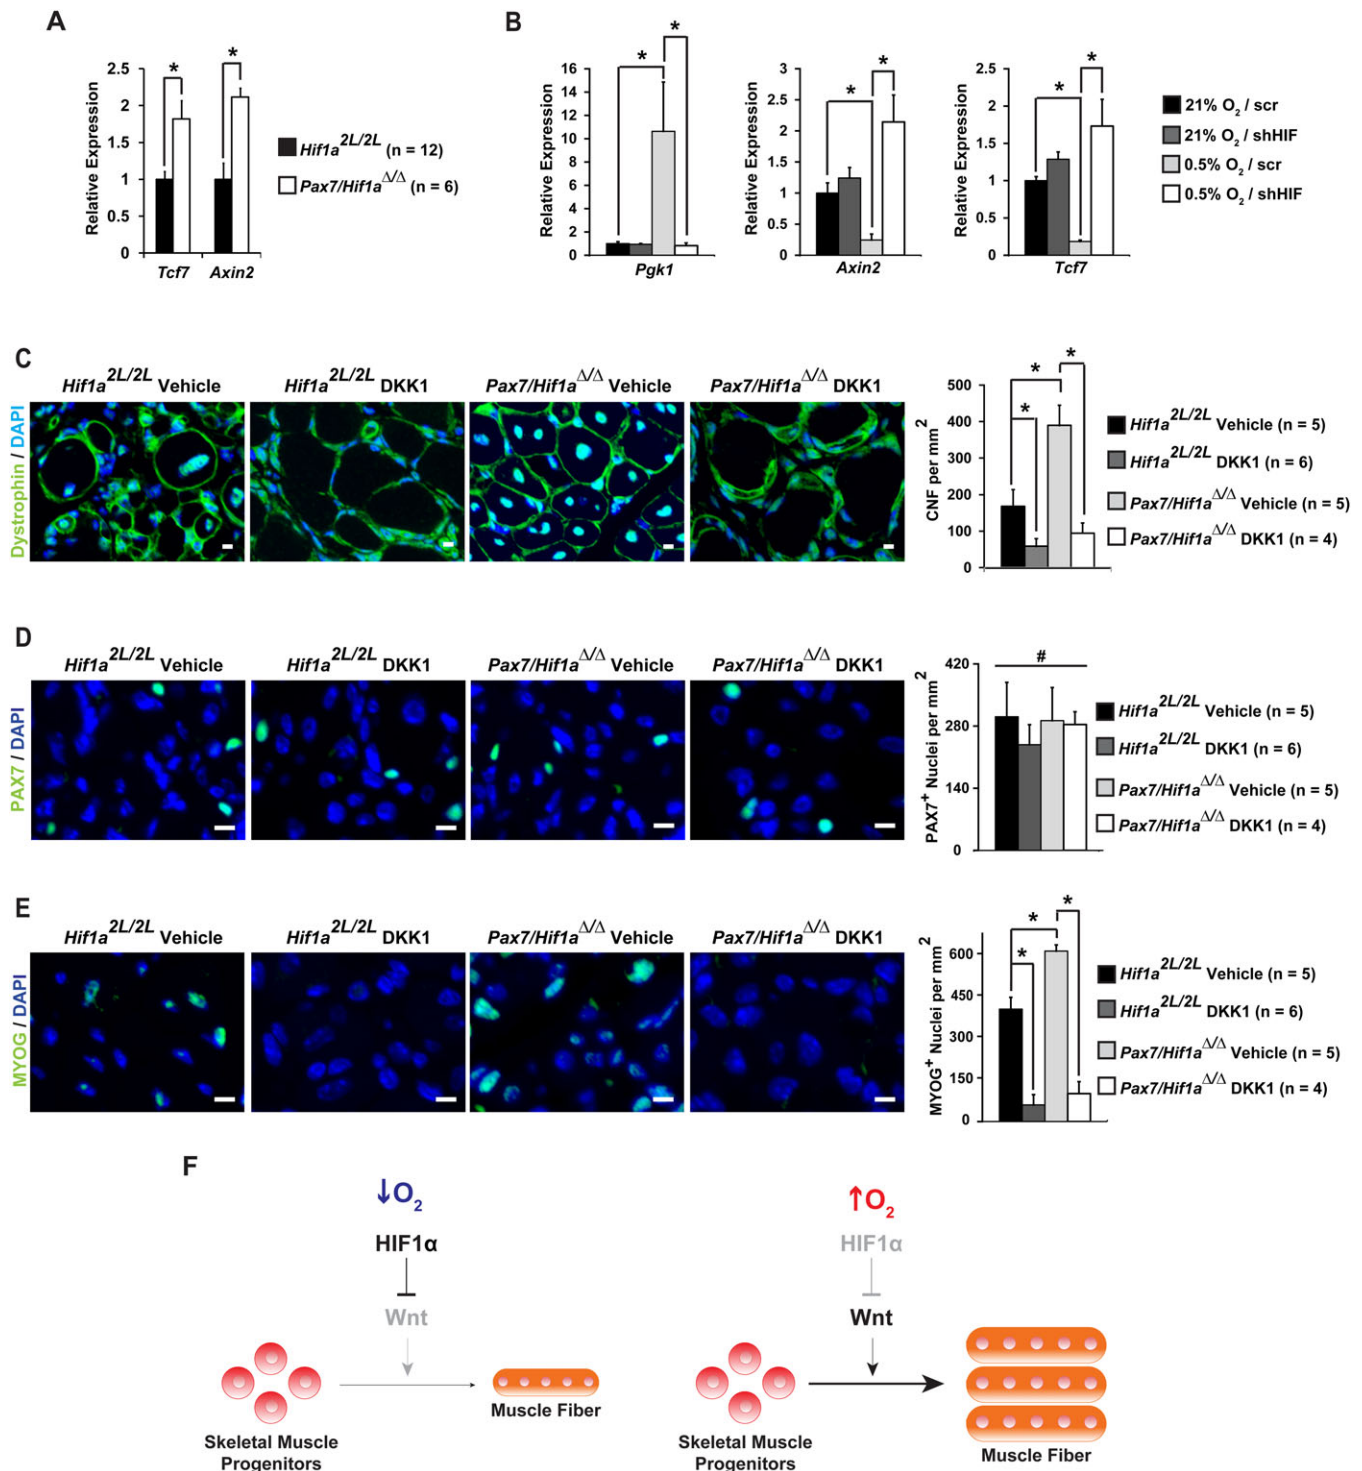 A
Relative Expression
2.5
2
1.5
1
0.5
0
*
*
Tcf7
Axin2
Hif1a2L/2L (n = 12)
Pax7/Hif1aΔ/Δ (n = 6)
B
Relative Expression
16
14
12
10
8
6
4
2
0
*
*
Pgk1
Relative Expression
3
2.5
2
1.5
1
0.5
0
*
*
Axin2
Relative Expression
2.5
2
1.5
1
0.5
0
*
*
Tcf7
21% O2 / scr
21% O2 / shHIF
0.5% O2 / scr
0.5% O2 / shHIF
C
Dystrophin / DAPI
Hif1a2L/2L Vehicle
Hif1a2L/2L DKK1
Pax7/Hif1aΔ/Δ Vehicle
Pax7/Hif1aΔ/Δ DKK1
CNF per mm2
500
400
300
200
100
0
*
*
*
Hif1a2L/2L Vehicle (n = 5)
Hif1a2L/2L DKK1 (n = 6)
Pax7/Hif1aΔ/Δ Vehicle (n = 5)
Pax7/Hif1aΔ/Δ DKK1 (n = 4)
D
PAX7 / DAPI
Hif1a2L/2L Vehicle
Hif1a2L/2L DKK1
Pax7/Hif1aΔ/Δ Vehicle
Pax7/Hif1aΔ/Δ DKK1
PAX7+ Nuclei per mm2
420
280
140
0
#
Hif1a2L/2L Vehicle (n = 5)
Hif1a2L/2L DKK1 (n = 6)
Pax7/Hif1aΔ/Δ Vehicle (n = 5)
Pax7/Hif1aΔ/Δ DKK1 (n = 4)
E
MYOG / DAPI
Hif1a2L/2L Vehicle
Hif1a2L/2L DKK1
Pax7/Hif1aΔ/Δ Vehicle
Pax7/Hif1aΔ/Δ DKK1
MYOG+ Nuclei per mm2
600
450
300
150
0
*
*
*
Hif1a2L/2L Vehicle (n = 5)
Hif1a2L/2L DKK1 (n = 6)
Pax7/Hif1aΔ/Δ Vehicle (n = 5)
Pax7/Hif1aΔ/Δ DKK1 (n = 4)
F
↓O2
HIF1α
Wnt
Skeletal Muscle
Progenitors
Muscle Fiber
↑O2
HIF1α
Wnt
Skeletal Muscle
Progenitors
Muscle Fiber